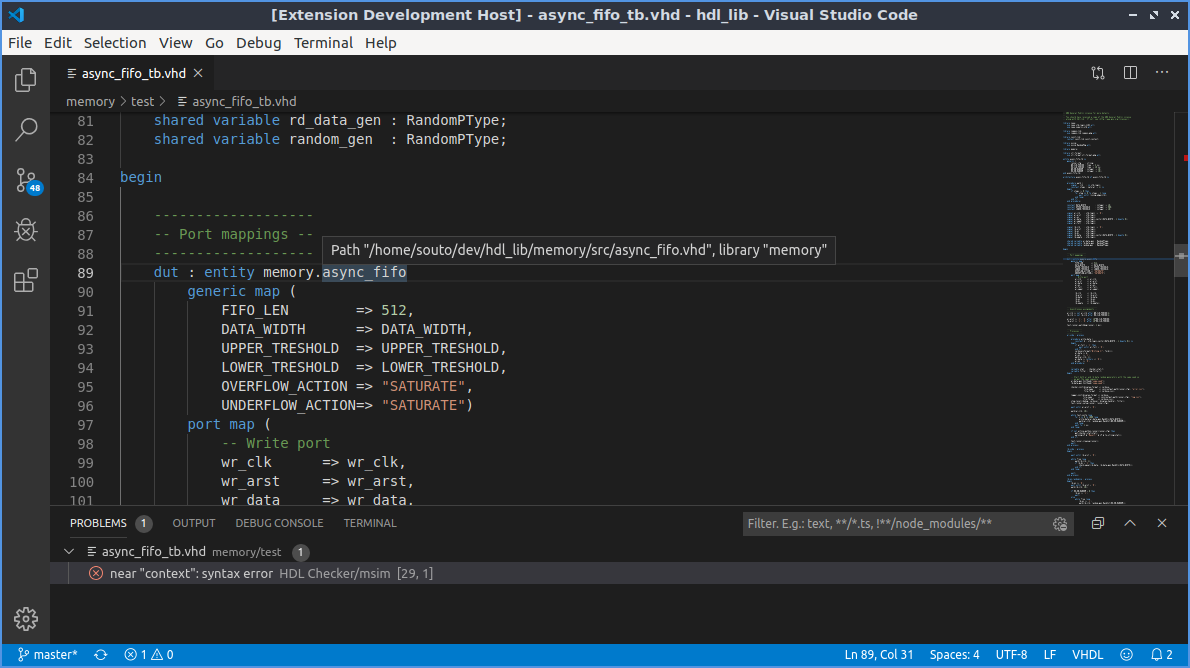 [Extension Development Host] - async_fifo_tb.vhd - hdl_lib - Visual Studio Code
File Edit Selection View Go Debug Terminal Help
async_fifo_tb.vhd
memory > test > async_fifo_tb.vhd
81 shared variable rd_data_gen : RandomPType;
82 shared variable random_gen : RandomPType;
83
84 begin
85
86 -------------------
87 -- Port mappings --
88 -------------------
Path "/home/souto/dev/hdl_lib/memory/src/async_fifo.vhd", library "memory"
89 dut : entity memory.async_fifo
90 generic map (
91 FIFO_LEN => 512,
92 DATA_WIDTH => DATA_WIDTH,
93 UPPER_TRESHOLD => UPPER_TRESHOLD,
94 LOWER_TRESHOLD => LOWER_TRESHOLD,
95 OVERFLOW_ACTION => "SATURATE",
96 UNDERFLOW_ACTION=> "SATURATE")
97 port map (
98 -- Write port
99 wr_clk => wr_clk,
100 wr_arst => wr_arst,
101 wr_data => wr_data,
48
PROBLEMS 1 OUTPUT DEBUG CONSOLE TERMINAL Filter. E.g.: text, **/*.ts, !**/node_modules/**
async_fifo_tb.vhd memory/test 1
near "context": syntax error HDL Checker/msim [29, 1]
master* 1 0 Ln 89, Col 31 Spaces: 4 UTF-8 LF VHDL 2